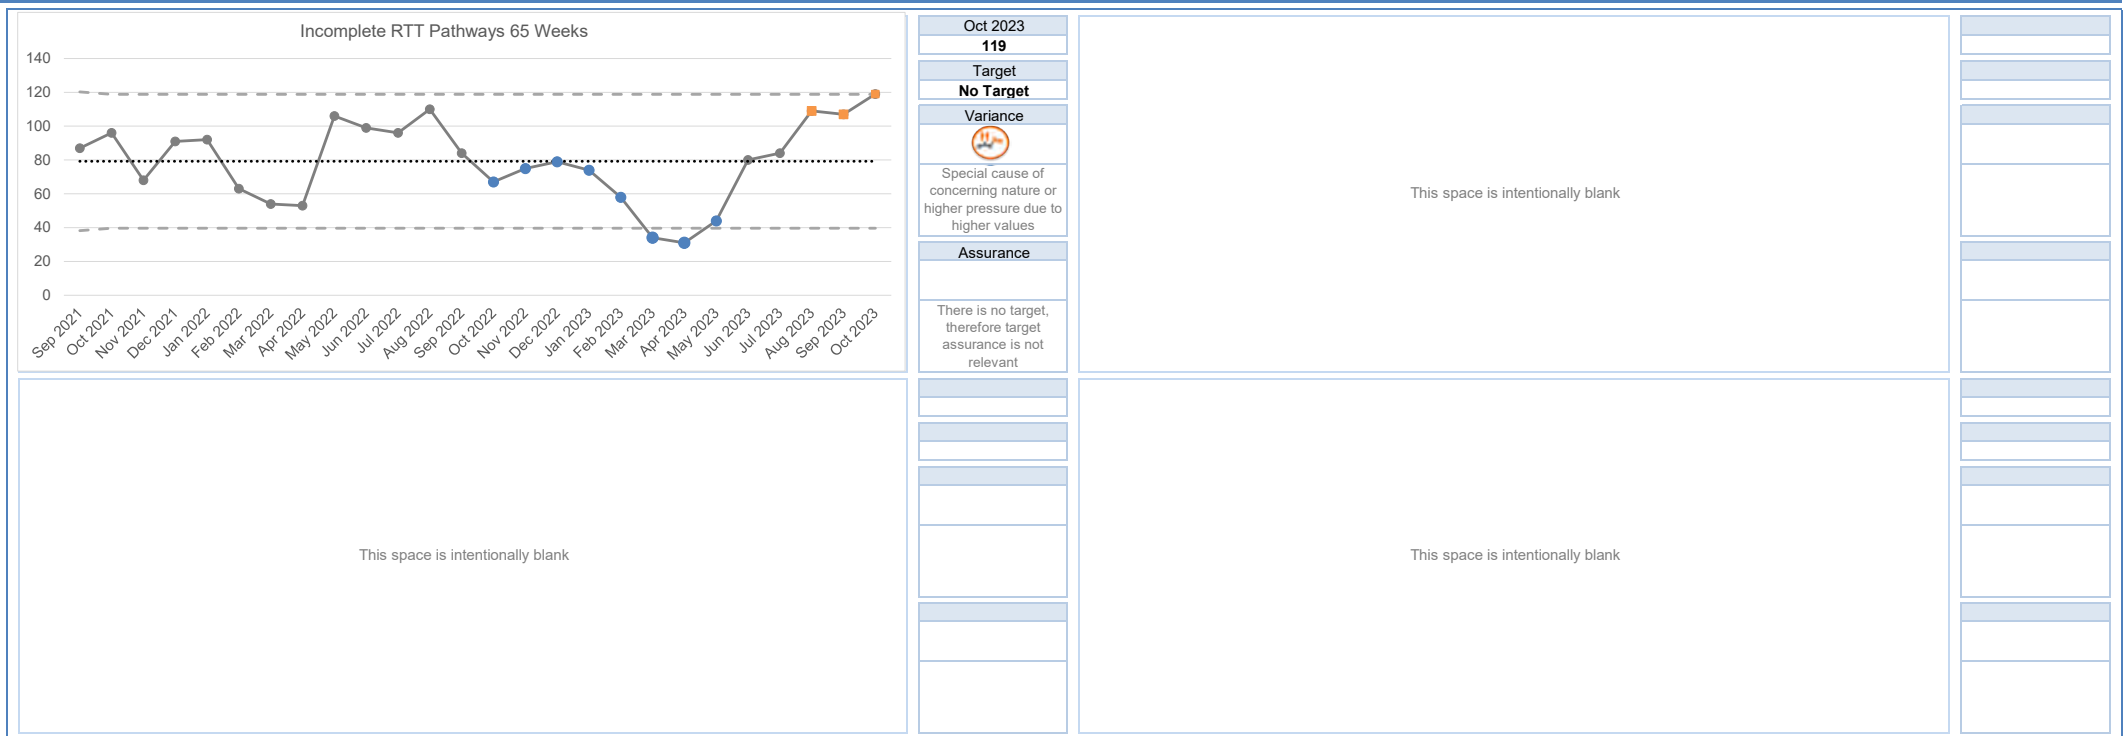 Incomplete RTT Pathways 65 Weeks
140
120
100
80
60
40
20
0
Sep 2021
Oct 2021
Nov 2021
Dec 2021
Jan 2022
Feb 2022
Mar 2022
Apr 2022
May 2022
Jun 2022
Jul 2022
Aug 2022
Sep 2022
Oct 2022
Nov 2022
Dec 2022
Jan 2023
Feb 2023
Mar 2023
Apr 2023
May 2023
Jun 2023
Jul 2023
Aug 2023
Sep 2023
Oct 2023
Oct 2023
119
Target
No Target
Variance
Special cause of
concerning nature or
higher pressure due to
higher values
Assurance
There is no target,
therefore target
assurance is not
relevant
This space is intentionally blank
This space is intentionally blank
This space is intentionally blank